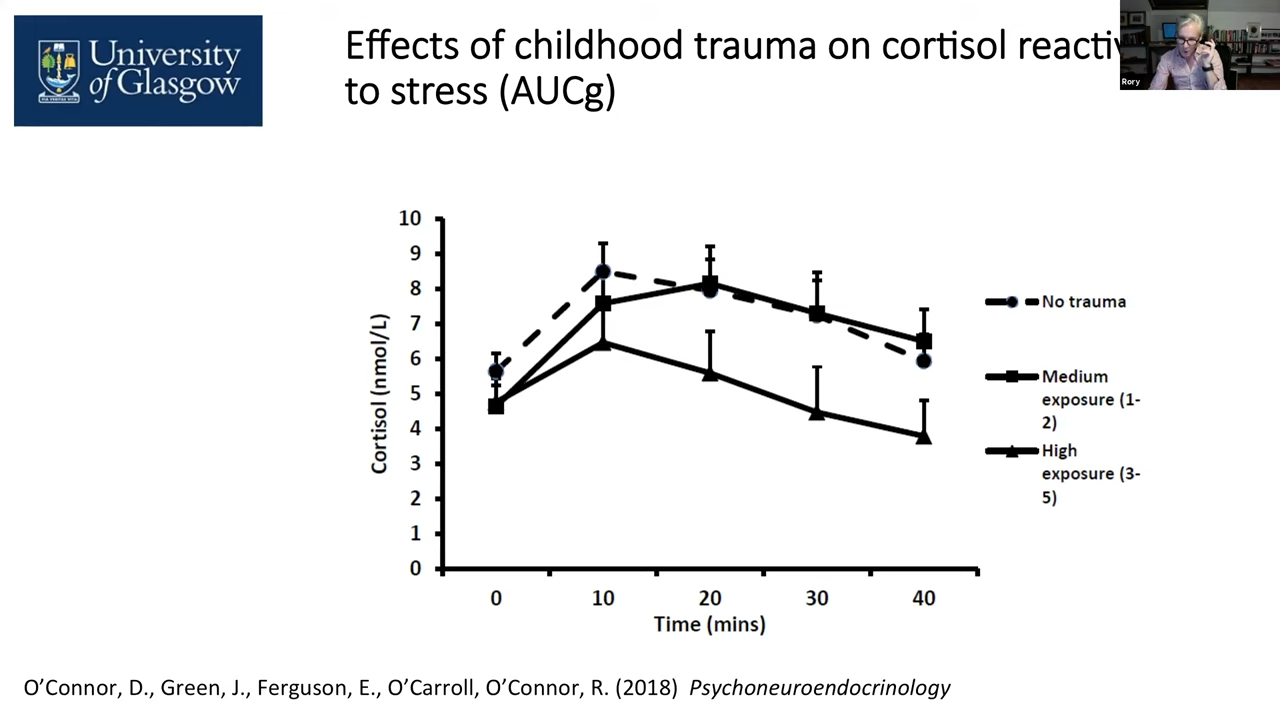 University
of Glasgow
Effects of childhood trauma on cortisol reactiv
to stress (AUCg)
Rory
10
9
8
7
6
5
4
3
2
1
0
Cortisol (nmol/L)
0 10 20 30 40
Time (mins)
No trauma
Medium
exposure (1-
2)
High
exposure (3-
5)
O'Connor, D., Green, J., Ferguson, E., O'Carroll, O'Connor, R. (2018) Psychoneuroendocrinology